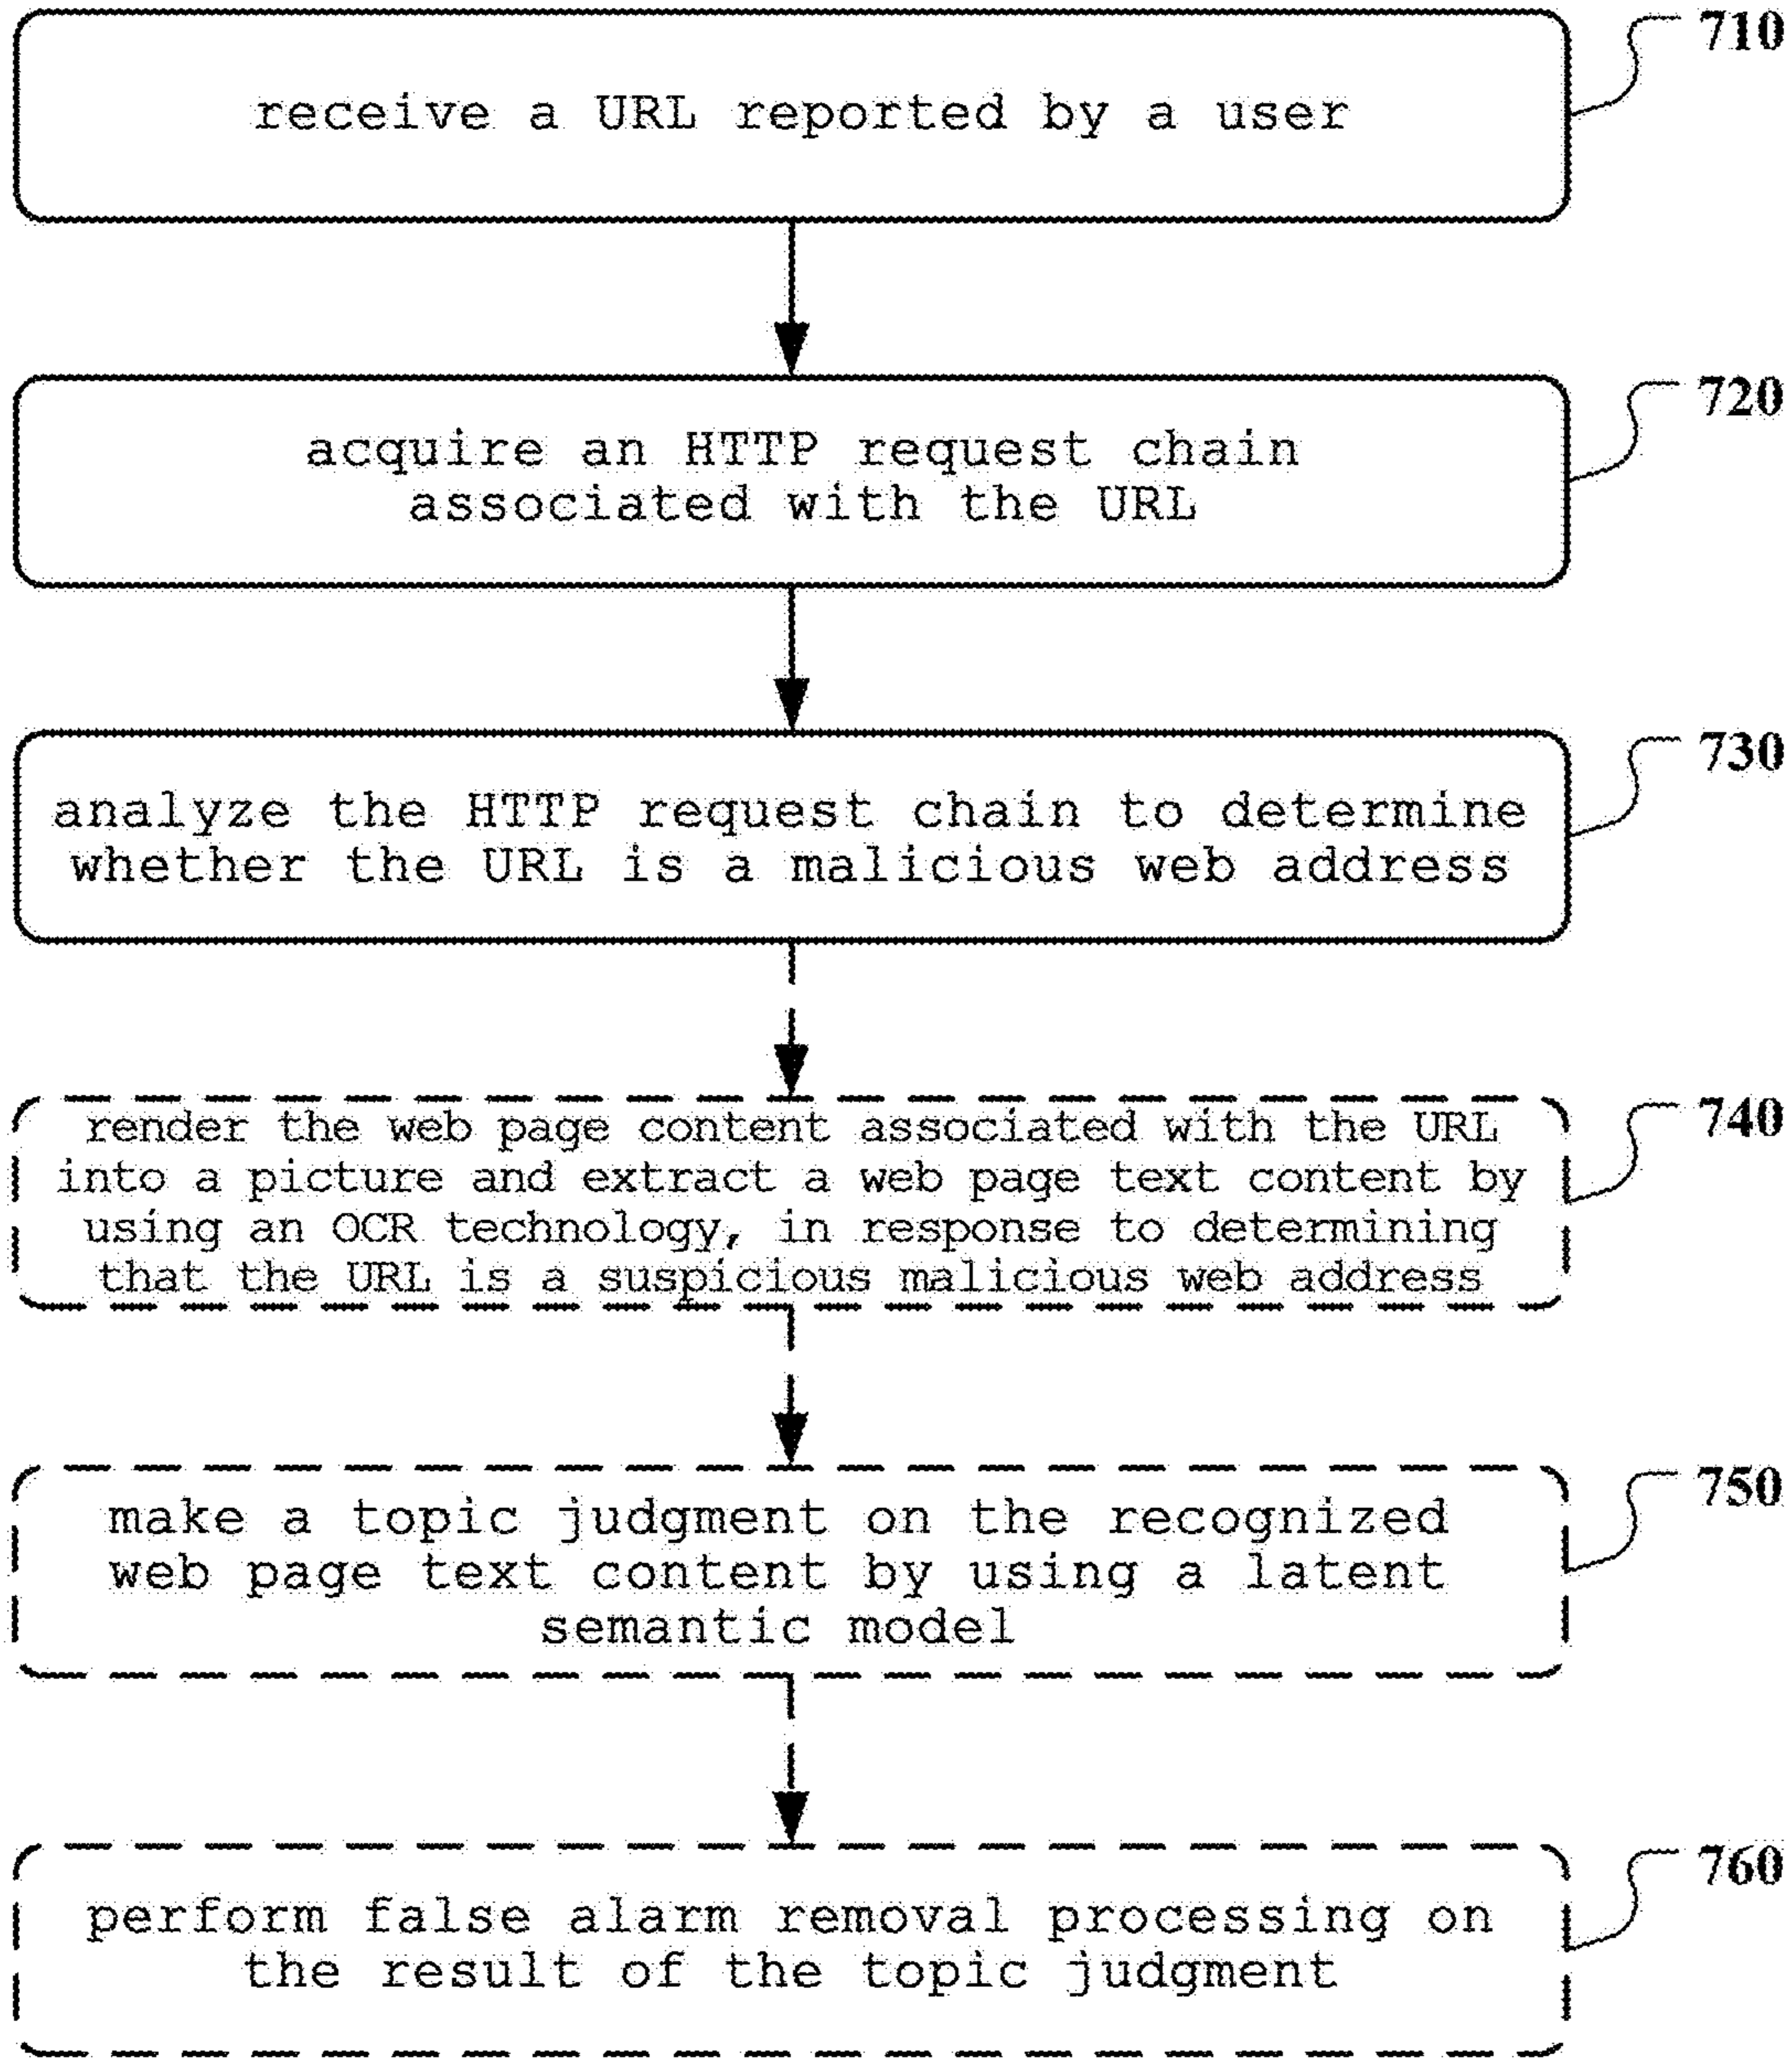 710
receive a URL reported by a user
720
acquire an HTTP request chain
associated with the URL
730
analyze the HTTP request chain to determine
whether the URL is a malicious web address
740
render the web page content associated with the URL
into a picture and extract a web page text content by
using an OCR technology, in response to determining
that the URL is a suspicious malicious web address
750
make a topic judgment on the recognized
web page text content by using a latent
semantic model
760
perform false alarm removal processing on
the result of the topic judgment